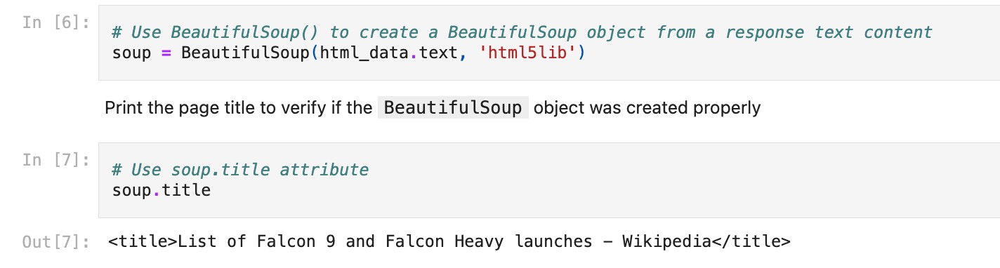 In [6]:
# Use BeautifulSoup() to create a BeautifulSoup object from a response text content
soup = BeautifulSoup(html_data.text, 'html5lib')
Print the page title to verify if the BeautifulSoup object was created properly
In [7]:
# Use soup.title attribute
soup.title
Out[7]: <title>List of Falcon 9 and Falcon Heavy launches - Wikipedia</title>